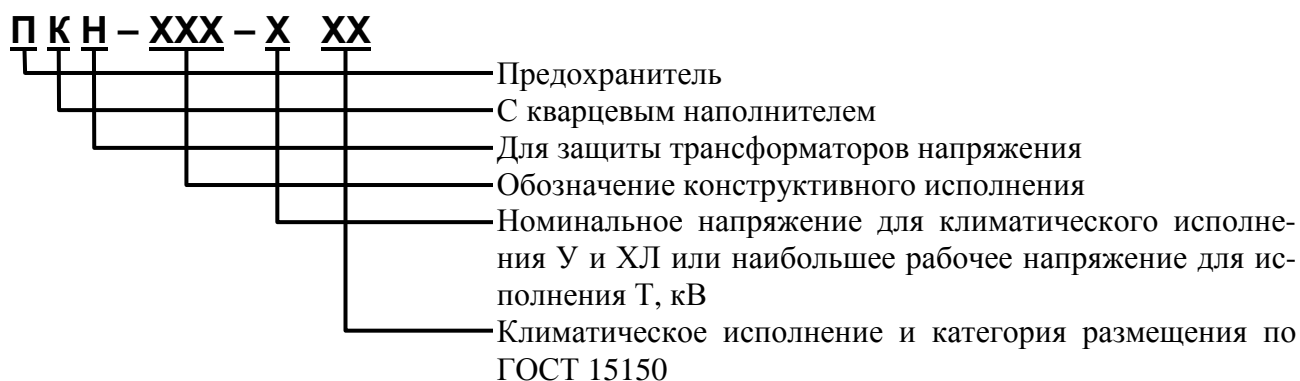 П К Н – ХХХ – Х ХХ
Предохранитель
С кварцевым наполнителем
Для защиты трансформаторов напряжения
Обозначение конструктивного исполнения
Номинальное напряжение для климатического исполне-
ния У и ХЛ или наибольшее рабочее напряжение для ис-
полнения Т, кВ
Климатическое исполнение и категория размещения по
ГОСТ 15150